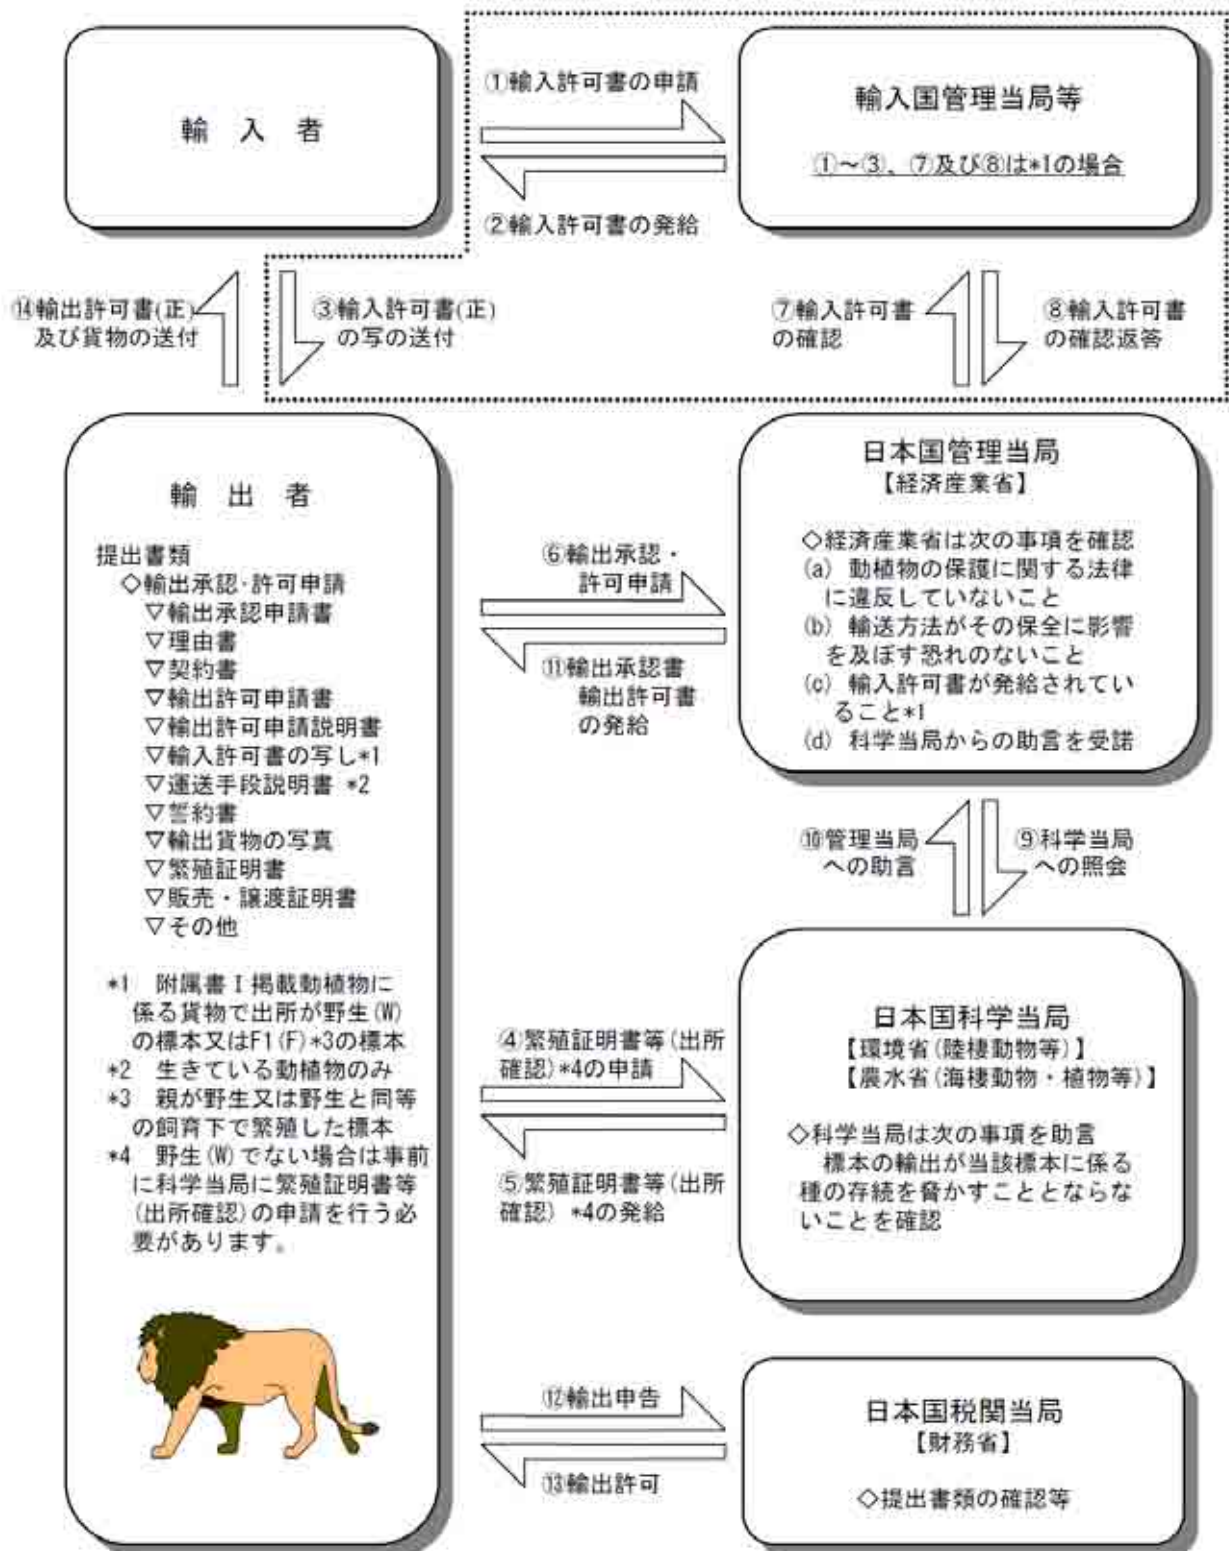 輸 入 者
①輸入許可書の申請
②輸入許可書の発給
輸入国管理当局等
①～③、⑦及び⑧は*1の場合
⑭輸出許可書(正)
及び貨物の送付
③輸入許可書(正)
の写の送付
⑦輸入許可書
の確認
⑧輸入許可書
の確認返答
輸 出 者
提出書類
◇輸出承認・許可申請
▽輸出承認申請書
▽理由書
▽契約書
▽輸出許可申請書
▽輸出許可申請説明書
▽輸入許可書の写し*1
▽運送手段説明書 *2
▽誓約書
▽輸出貨物の写真
▽繁殖証明書
▽販売・譲渡証明書
▽その他
*1 附属書Ⅰ掲載動植物に
係る貨物で出所が野生(W)
の標本又はF1(F)*3の標本
*2 生きている動植物のみ
*3 親が野生又は野生と同等
の飼育下で繁殖した標本
*4 野生(W)でない場合は事前
に科学当局に繁殖証明書等
(出所確認)の申請を行う必
要があります。
⑥輸出承認・
許可申請
⑪輸出承認書
輸出許可書
の発給
日本国管理当局
【経済産業省】
◇経済産業省は次の事項を確認
(a) 動植物の保護に関する法律
に違反していないこと
(b) 輸送方法がその保全に影響
を及ぼす恐れのないこと
(c) 輸入許可書が発給されてい
ること*1
(d) 科学当局からの助言を受諾
⑩管理当局
への助言
⑨科学当局
への照会
④繁殖証明書等(出所
確認)*4の申請
⑤繁殖証明書等(出所
確認) *4の発給
日本国科学当局
【環境省(陸棲動物等)】
【農水省(海棲動物・植物等)】
◇科学当局は次の事項を助言
標本の輸出が当該標本に係る
種の存続を脅かすこととならな
いことを確認
⑫輸出申告
⑬輸出許可
日本国税関当局
【財務省】
◇提出書類の確認等